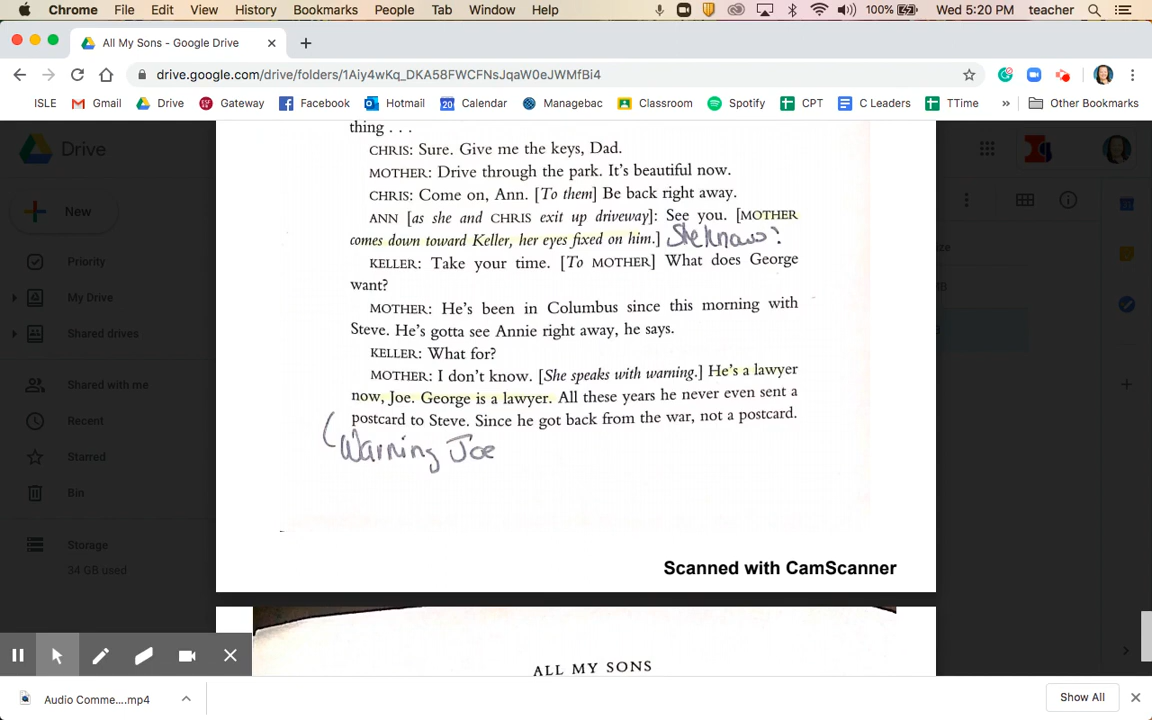 Chrome File Edit View History Bookmarks People Tab Window Help 100% Wed 5:20 PM teacher
All My Sons - Google Drive
drive.google.com/drive/folders/1Aiy4wKq_DKA58FWCFNsJqaW0eJWMfBi4
ISLE Gmail Drive Gateway Facebook Hotmail 20 Calendar Managebac Classroom Spotify CPT C Leaders TTime » Other Bookmarks
Drive
New
Priority
My Drive
Shared drives
Shared with me
Recent
Starred
Bin
Storage
34 GB used
thing . . .
CHRIS: Sure. Give me the keys, Dad.
MOTHER: Drive through the park. It's beautiful now.
CHRIS: Come on, Ann. [To them] Be back right away.
ANN [as she and CHRIS exit up driveway]: See you. [MOTHER
comes down toward Keller, her eyes fixed on him.] She knows?
KELLER: Take your time. [To MOTHER] What does George
want?
MOTHER: He's been in Columbus since this morning with
Steve. He's gotta see Annie right away, he says.
KELLER: What for?
MOTHER: I don't know. [She speaks with warning.] He's a lawyer
now, Joe. George is a lawyer. All these years he never even sent a
postcard to Steve. Since he got back from the war, not a postcard.
Warning Joe
Scanned with CamScanner
ALL MY SONS
Audio Comme....mp4
Show All